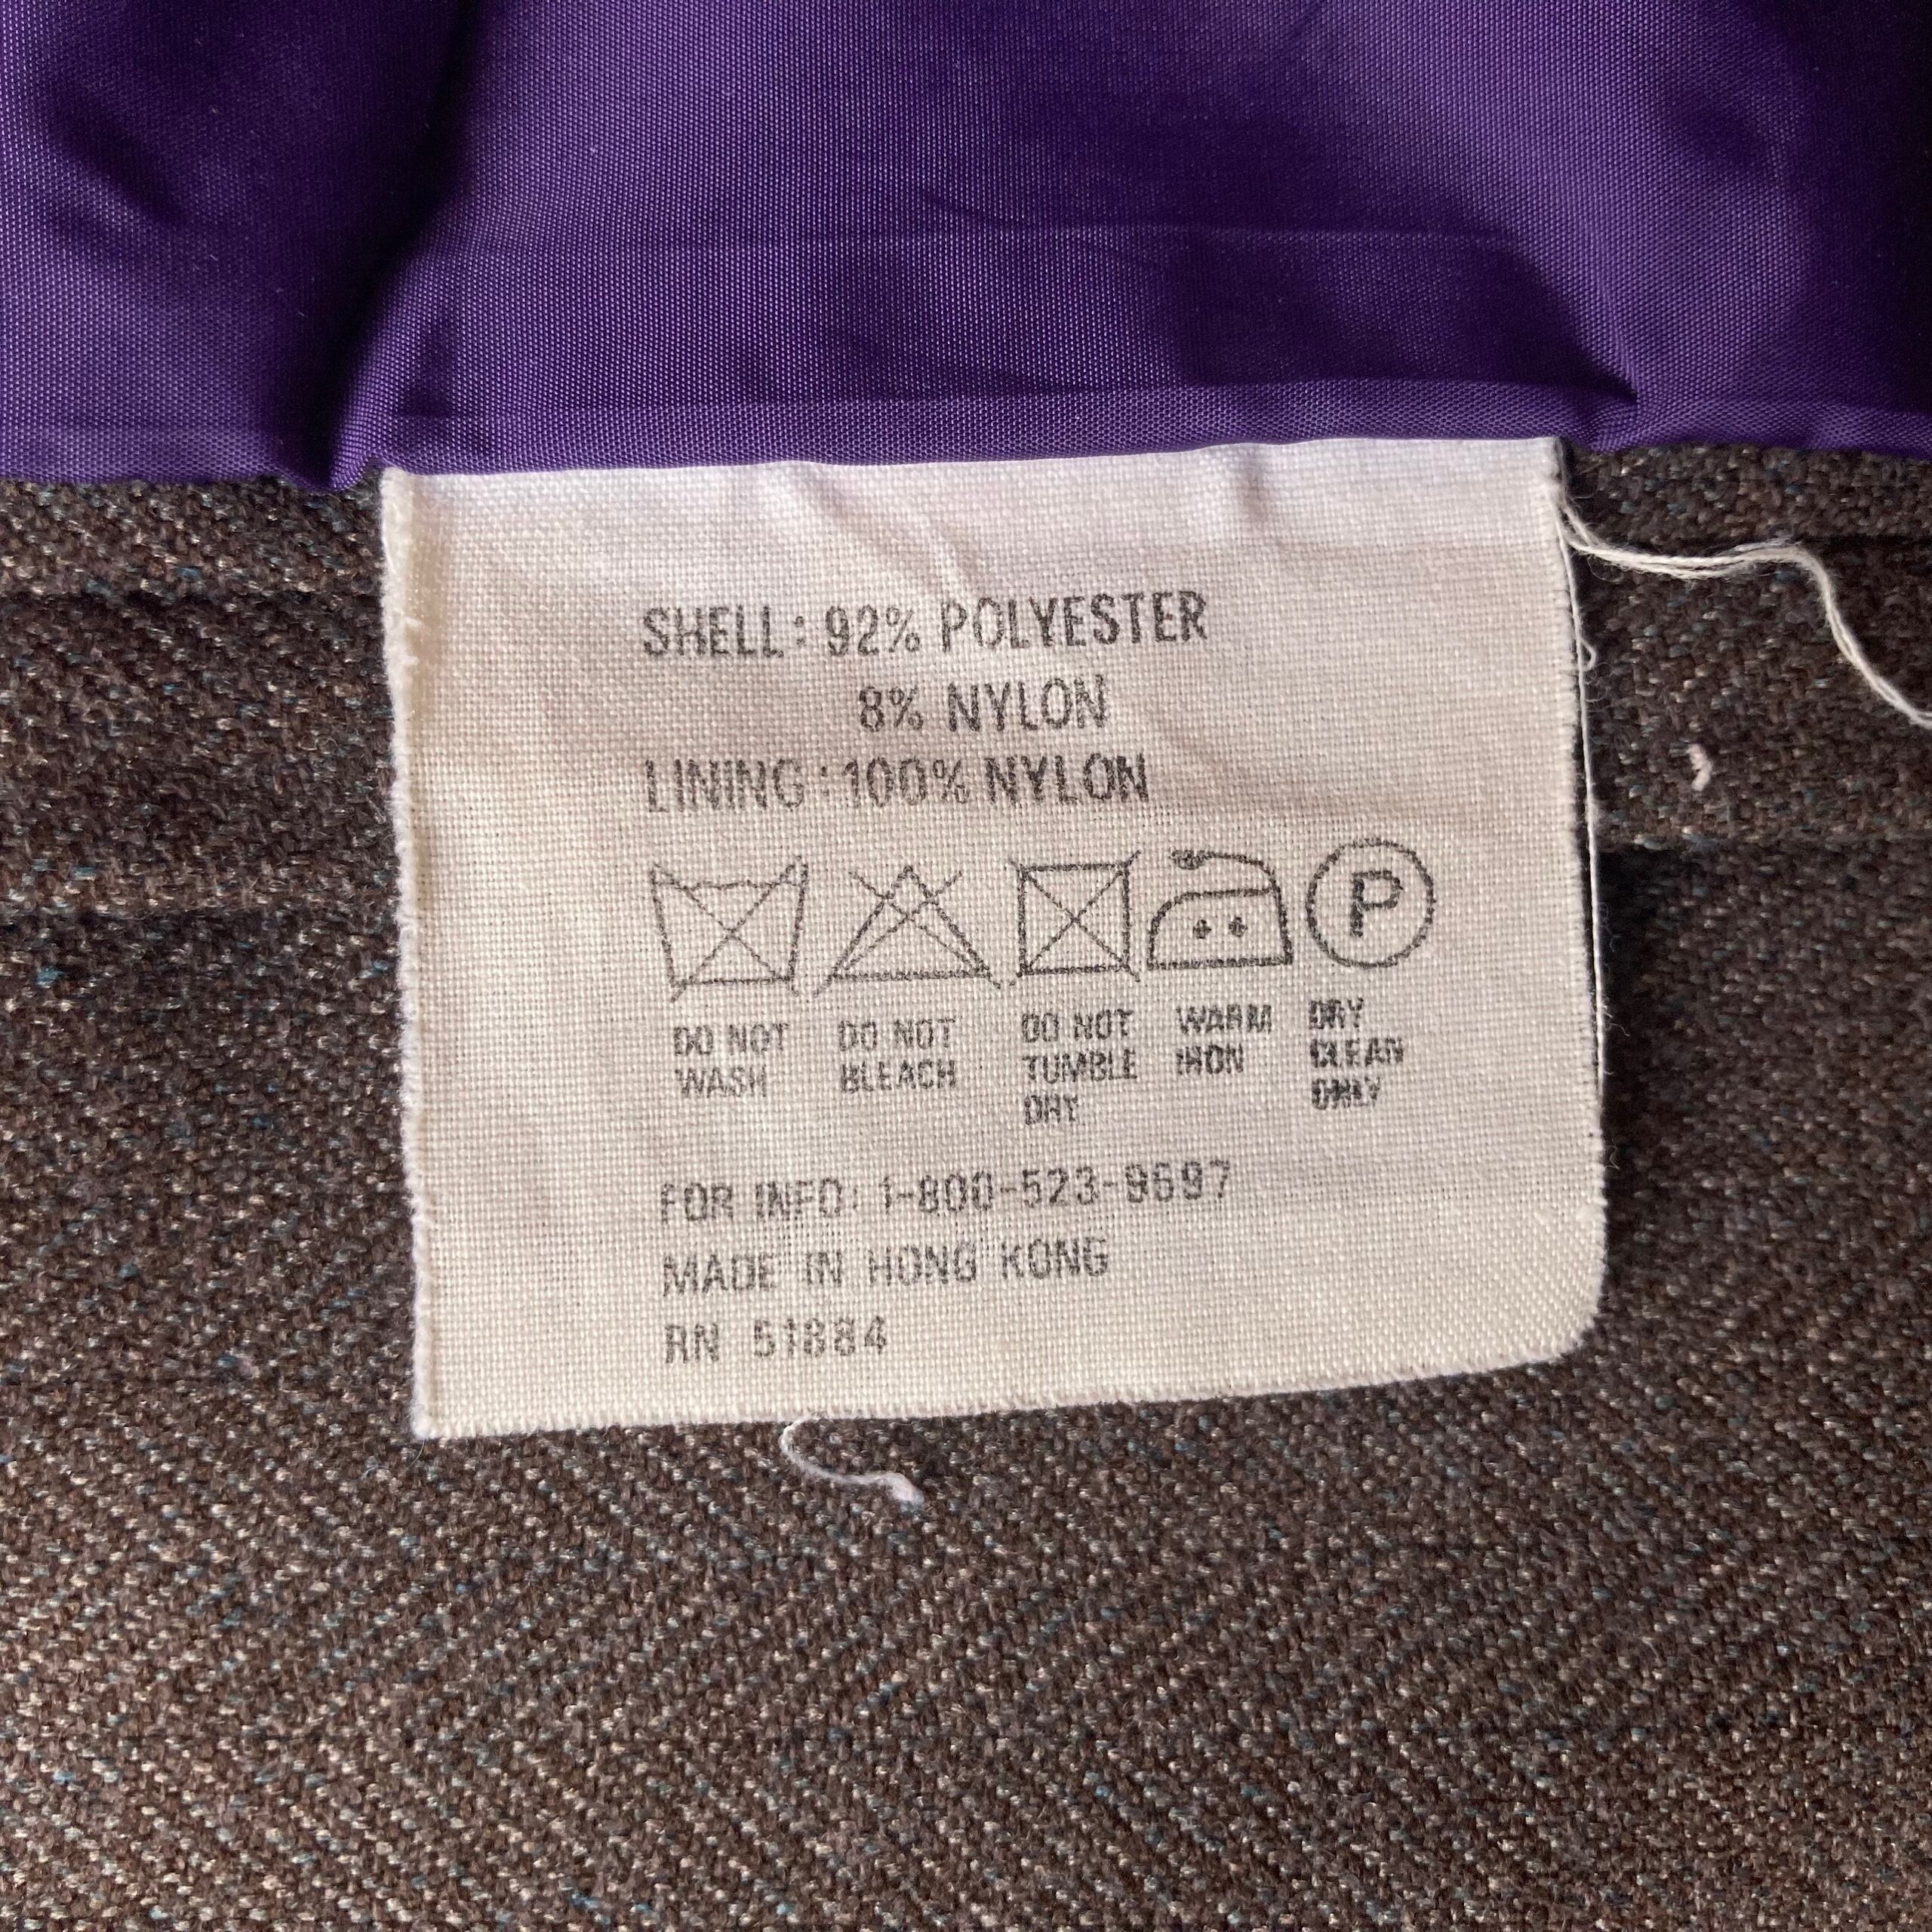 SHELL: 92% POLYESTER
8% NYLON
LINING: 100% NYLON
P
DO NOT WASH
DO NOT BLEACH
DO NOT TUMBLE DRY
WARM IRON
DRY CLEAN ONLY
FOR INFO: 1-800-523-9697
MADE IN HONG KONG
RN 51884